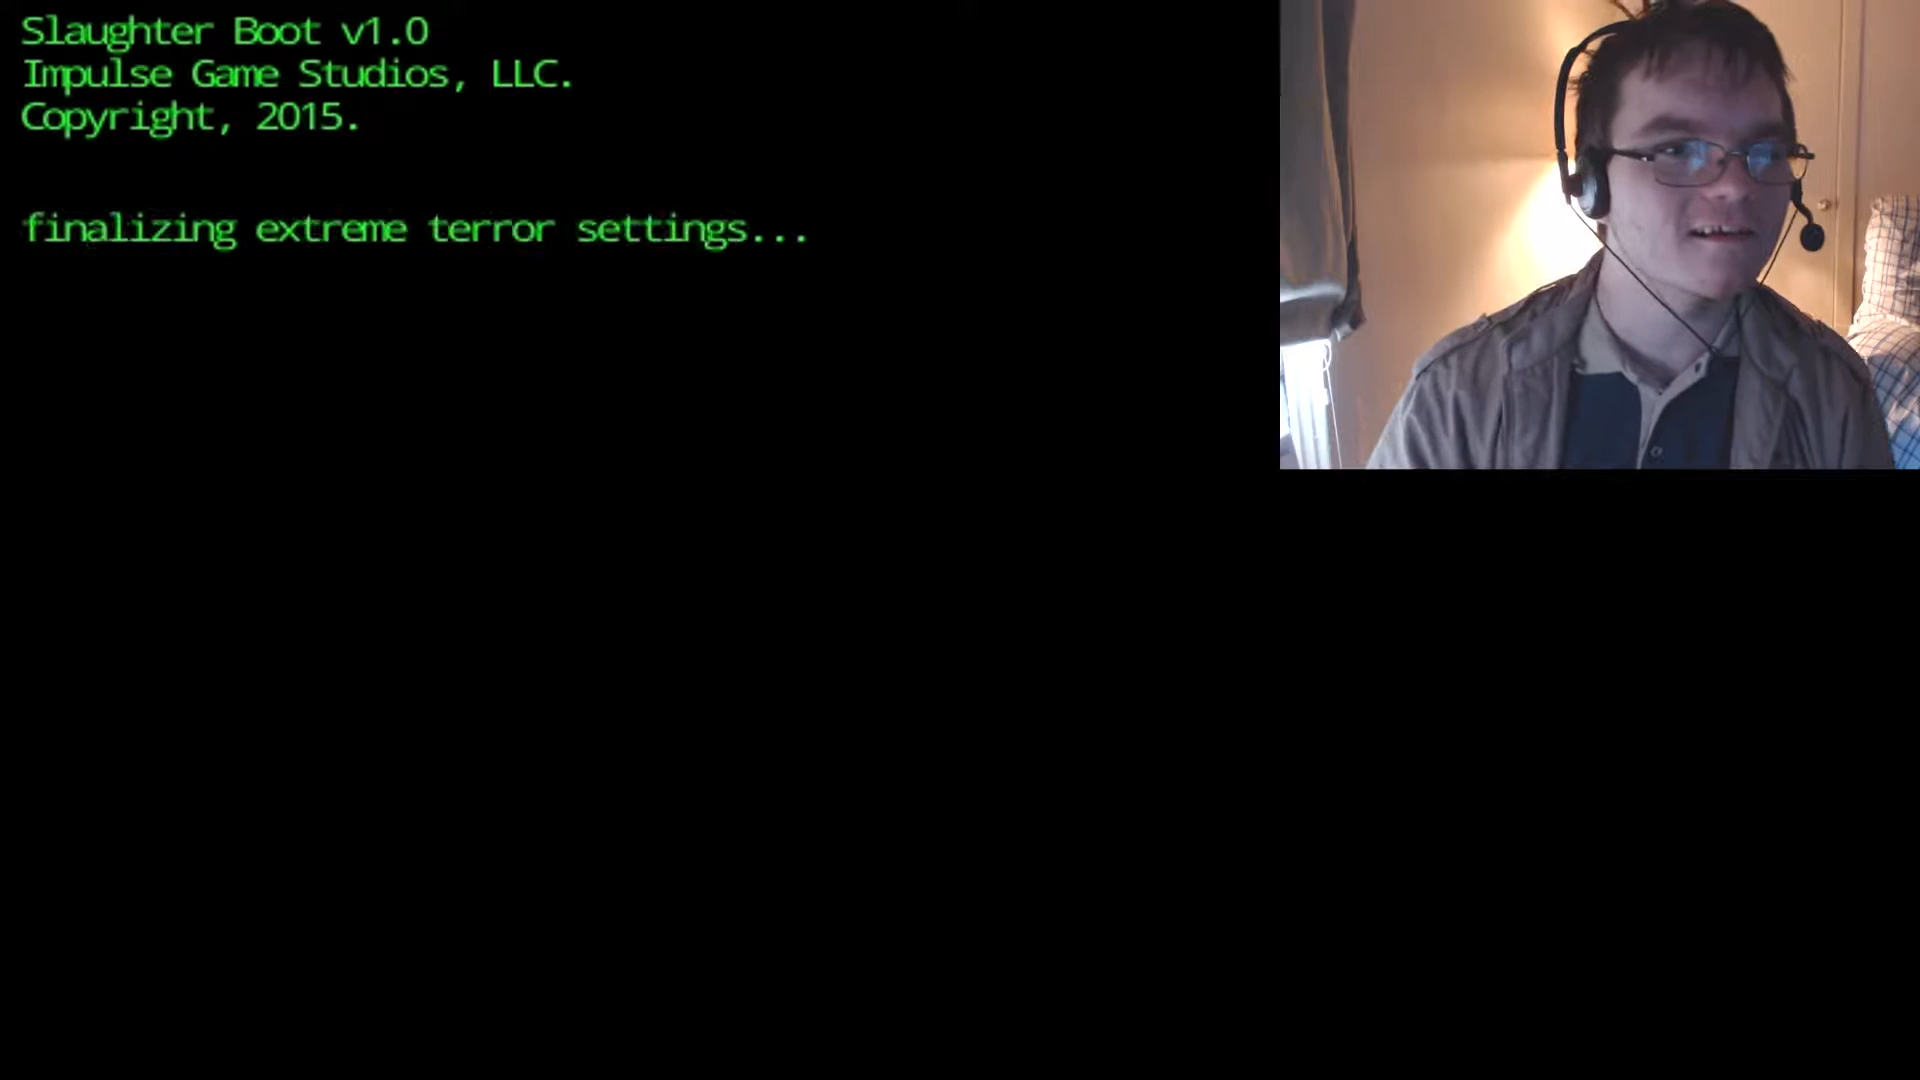 Slaughter Boot v1.0
Impulse Game Studios, LLC.
Copyright, 2015.
finalizing extreme terror settings...